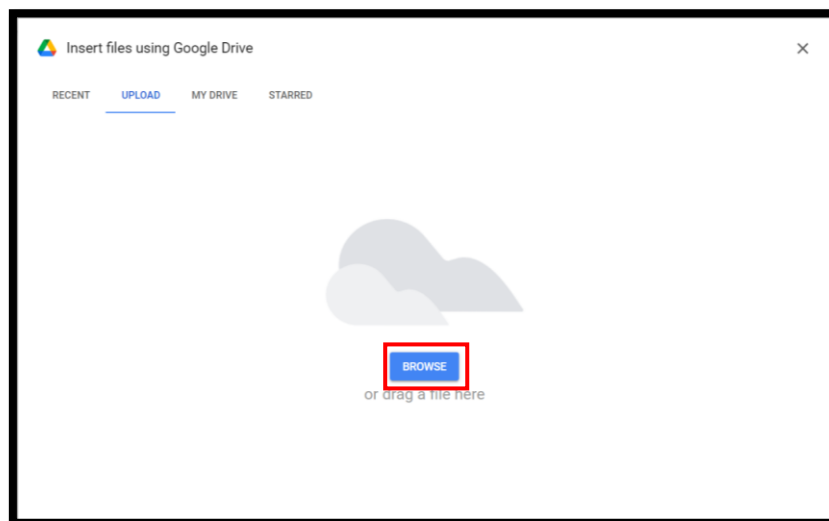 Insert files using Google Drive
RECENT UPLOAD MY DRIVE STARRED
BROWSE
or drag a file here